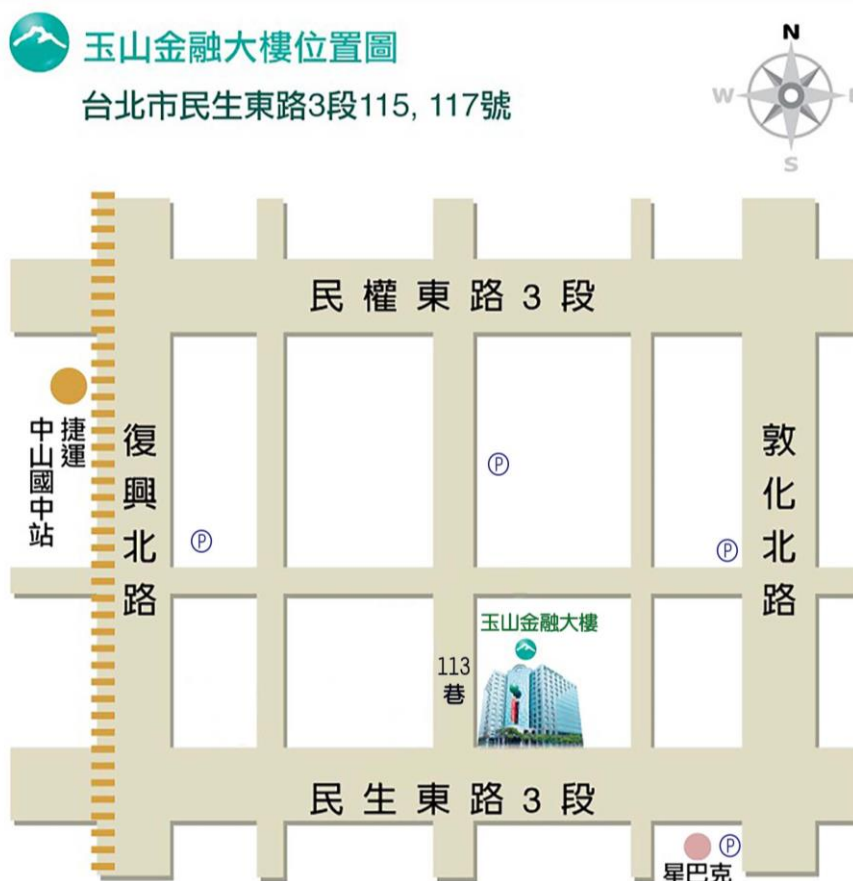 玉山金融大樓位置圖
台北市民生東路3段115, 117號
N
W
S
民權東路3段
捷運
中山國中站
復興北路
敦化北路
P
P
P
玉山金融大樓
113
巷
民生東路3段
P
星巴克